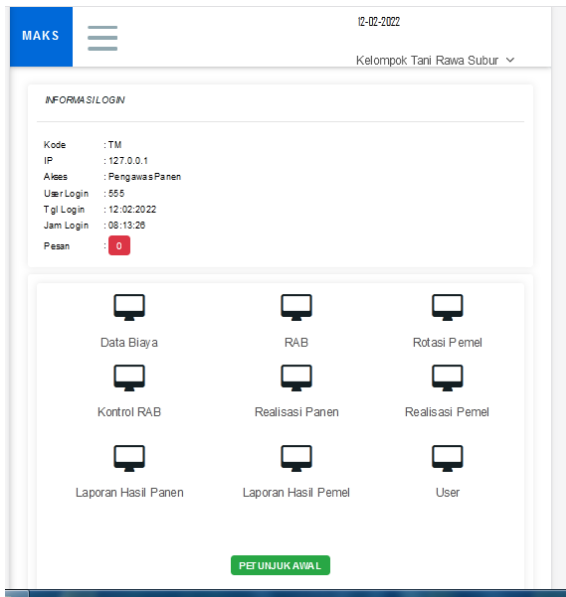 MAKS
12-02-2022
Kelompok Tani Rawa Subur
INFORMASI LOGIN
Kode : TM
IP : 127.0.0.1
Akses : Pengawas Panen
User Login : 555
Tgl Login : 12:02:2022
Jam Login : 08:13:26
Pesan : 0
Data Biaya RAB Rotasi Pemel
Kontrol RAB Realisasi Panen Realisasi Pemel
Laporan Hasil Panen Laporan Hasil Pemel User
PETUNJUK AWAL